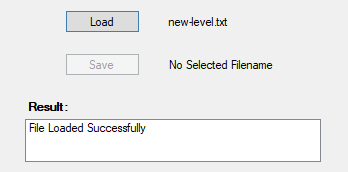 Load new-level.txt
Save No Selected Filename
Result:
File Loaded Successfully